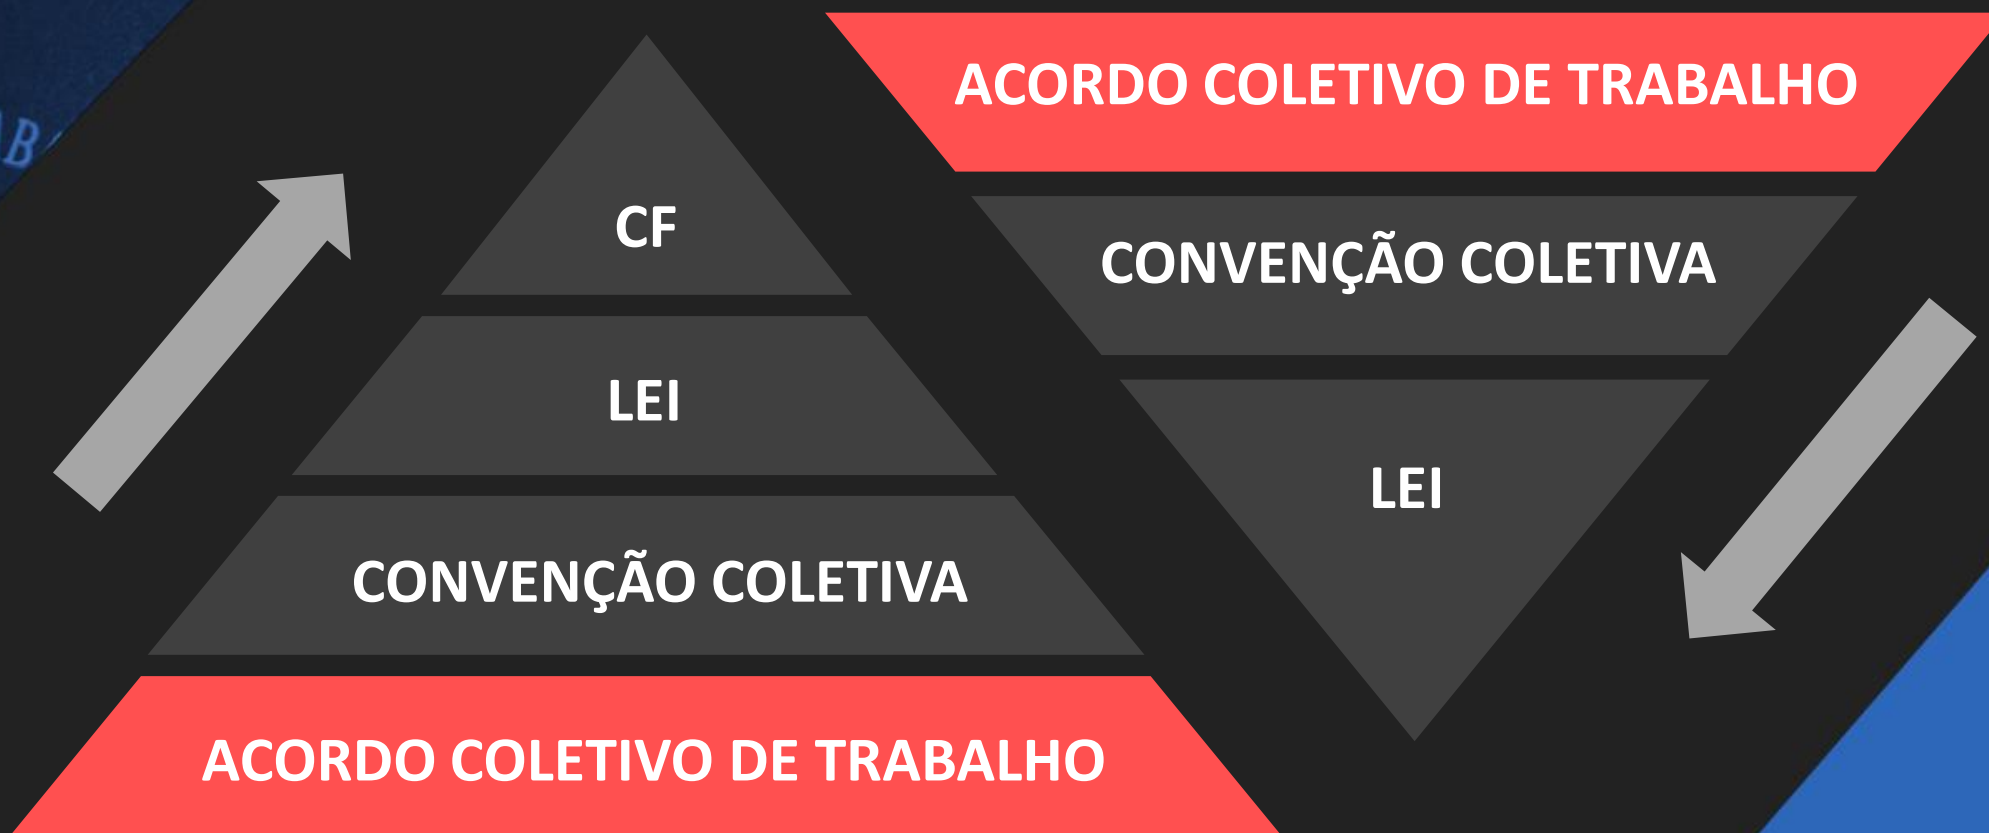 CF
LEI
CONVENÇÃO COLETIVA
ACORDO COLETIVO DE TRABALHO
ACORDO COLETIVO DE TRABALHO
CONVENÇÃO COLETIVA
LEI